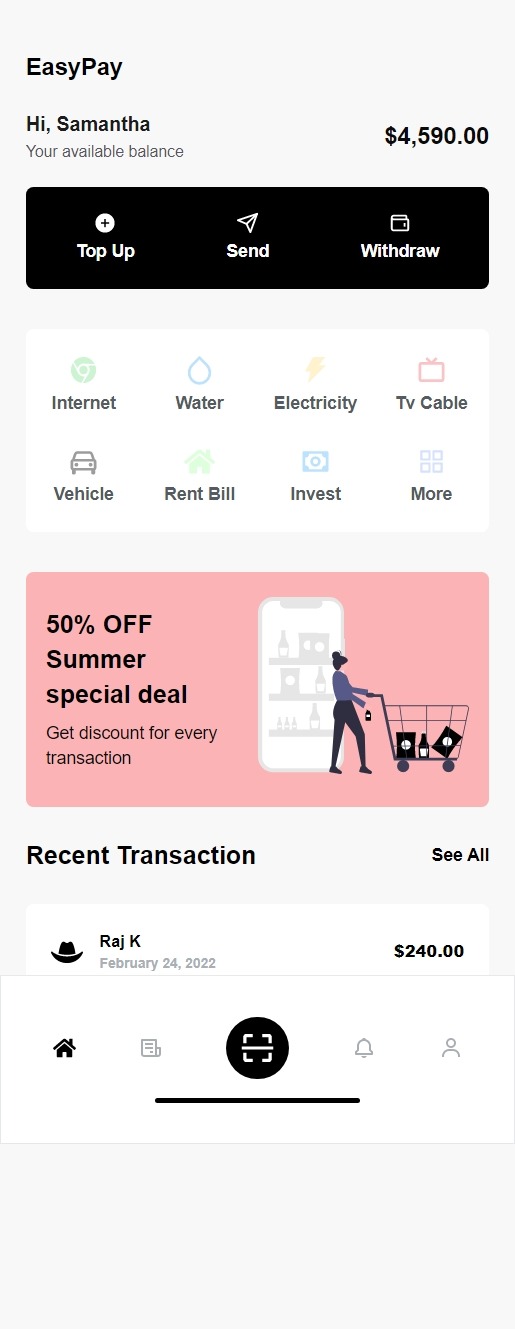 EasyPay
Hi, Samantha
Your available balance
$4,590.00
Top Up
Send
Withdraw
Internet
Water
Electricity
Tv Cable
Vehicle
Rent Bill
Invest
More
50% OFF
Summer
special deal
Get discount for every
transaction
Recent Transaction
See All
Raj K
February 24, 2022
$240.00